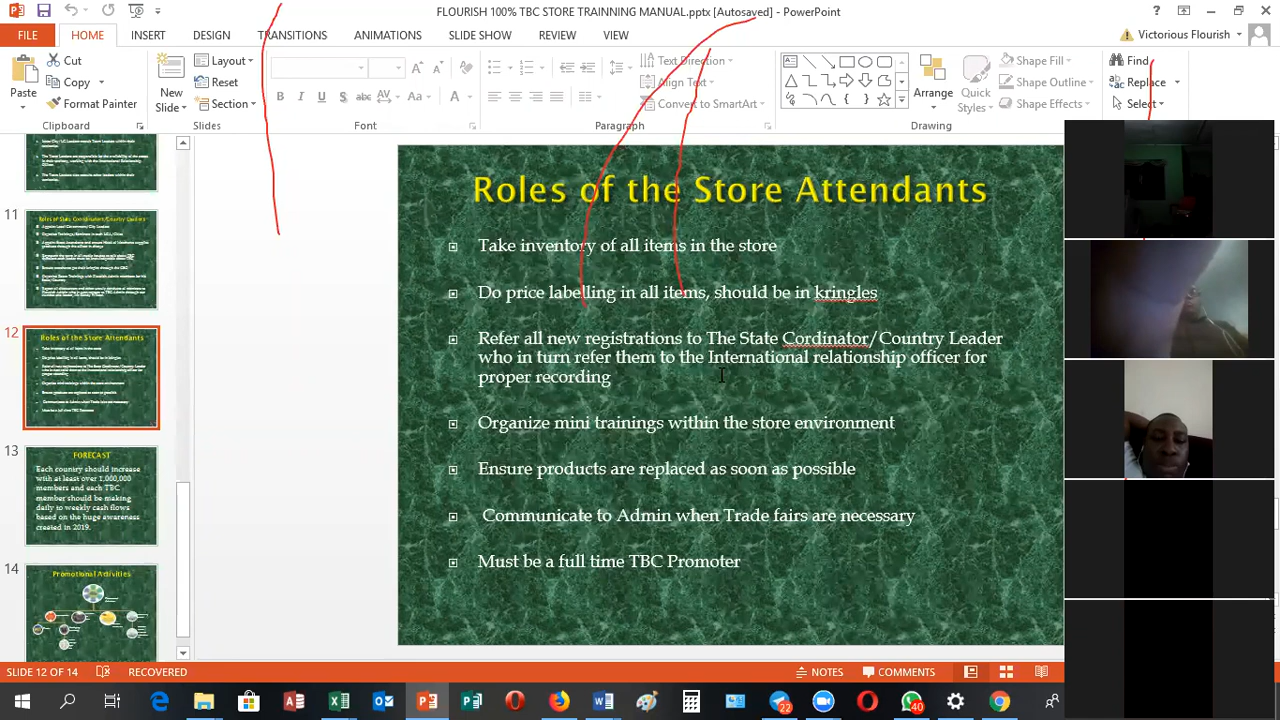 FLOURISH 100% TBC STORE TRAINNING MANUAL.pptx [Autosaved] - PowerPoint
FILE HOME INSERT DESIGN TRANSITIONS ANIMATIONS SLIDE SHOW REVIEW VIEW Victorious Flourish
Paste
Cut
Copy
Format Painter
Clipboard
New Slide
Layout
Reset
Section
Slides
Font
Text Direction
Align Text
Convert to SmartArt
Paragraph
Arrange
Quick Styles
Shape Fill
Shape Outline
Shape Effects
Drawing
Find
Replace
Select
11
Roles of State Coordinators/Country Leaders
12
Roles of the Store Attendants
13
FORECAST
Each country should increase
with at least over 1,000,000
members and each TBC
member should be making
daily to weekly cash flows
based on the huge awareness
created in 2019.
14
Promotional Activities
Roles of the Store Attendants
Take inventory of all items in the store
Do price labelling in all items, should be in kringles
Refer all new registrations to The State Cordinator/Country Leader
who in turn refer them to the International relationship officer for
proper recording
Organize mini trainings within the store environment
Ensure products are replaced as soon as possible
Communicate to Admin when Trade fairs are necessary
Must be a full time TBC Promoter
SLIDE 12 OF 14 RECOVERED NOTES COMMENTS
22
40